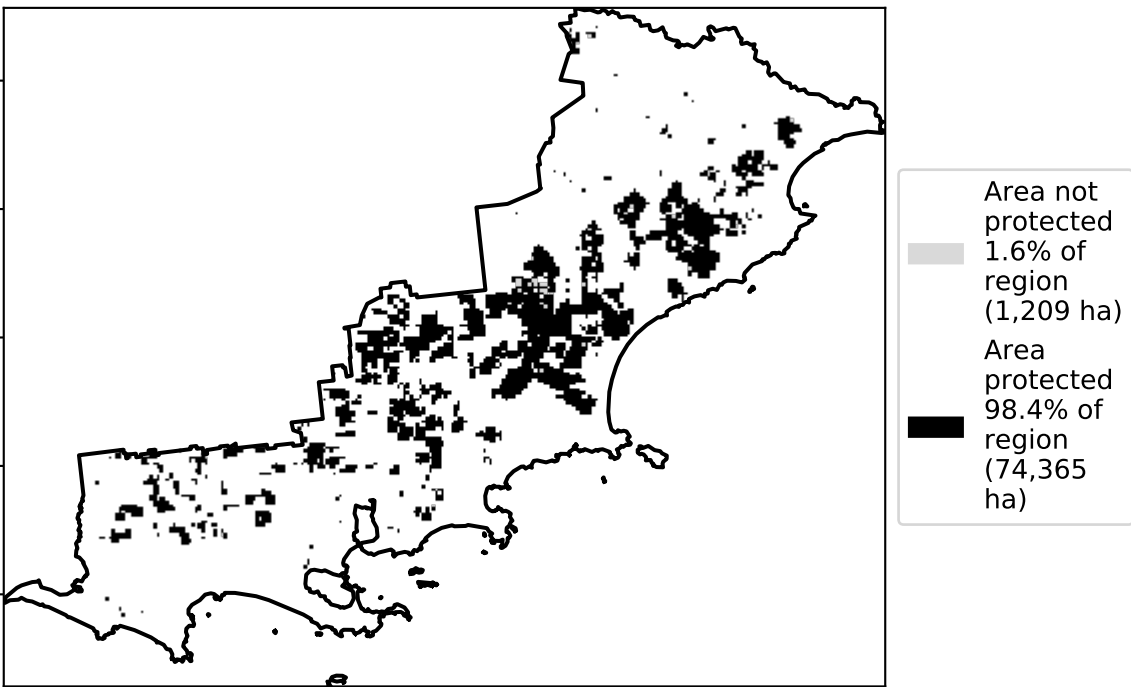 Area not
protected
1.6% of
region
(1,209 ha)
Area
protected
98.4% of
region
(74,365
ha)